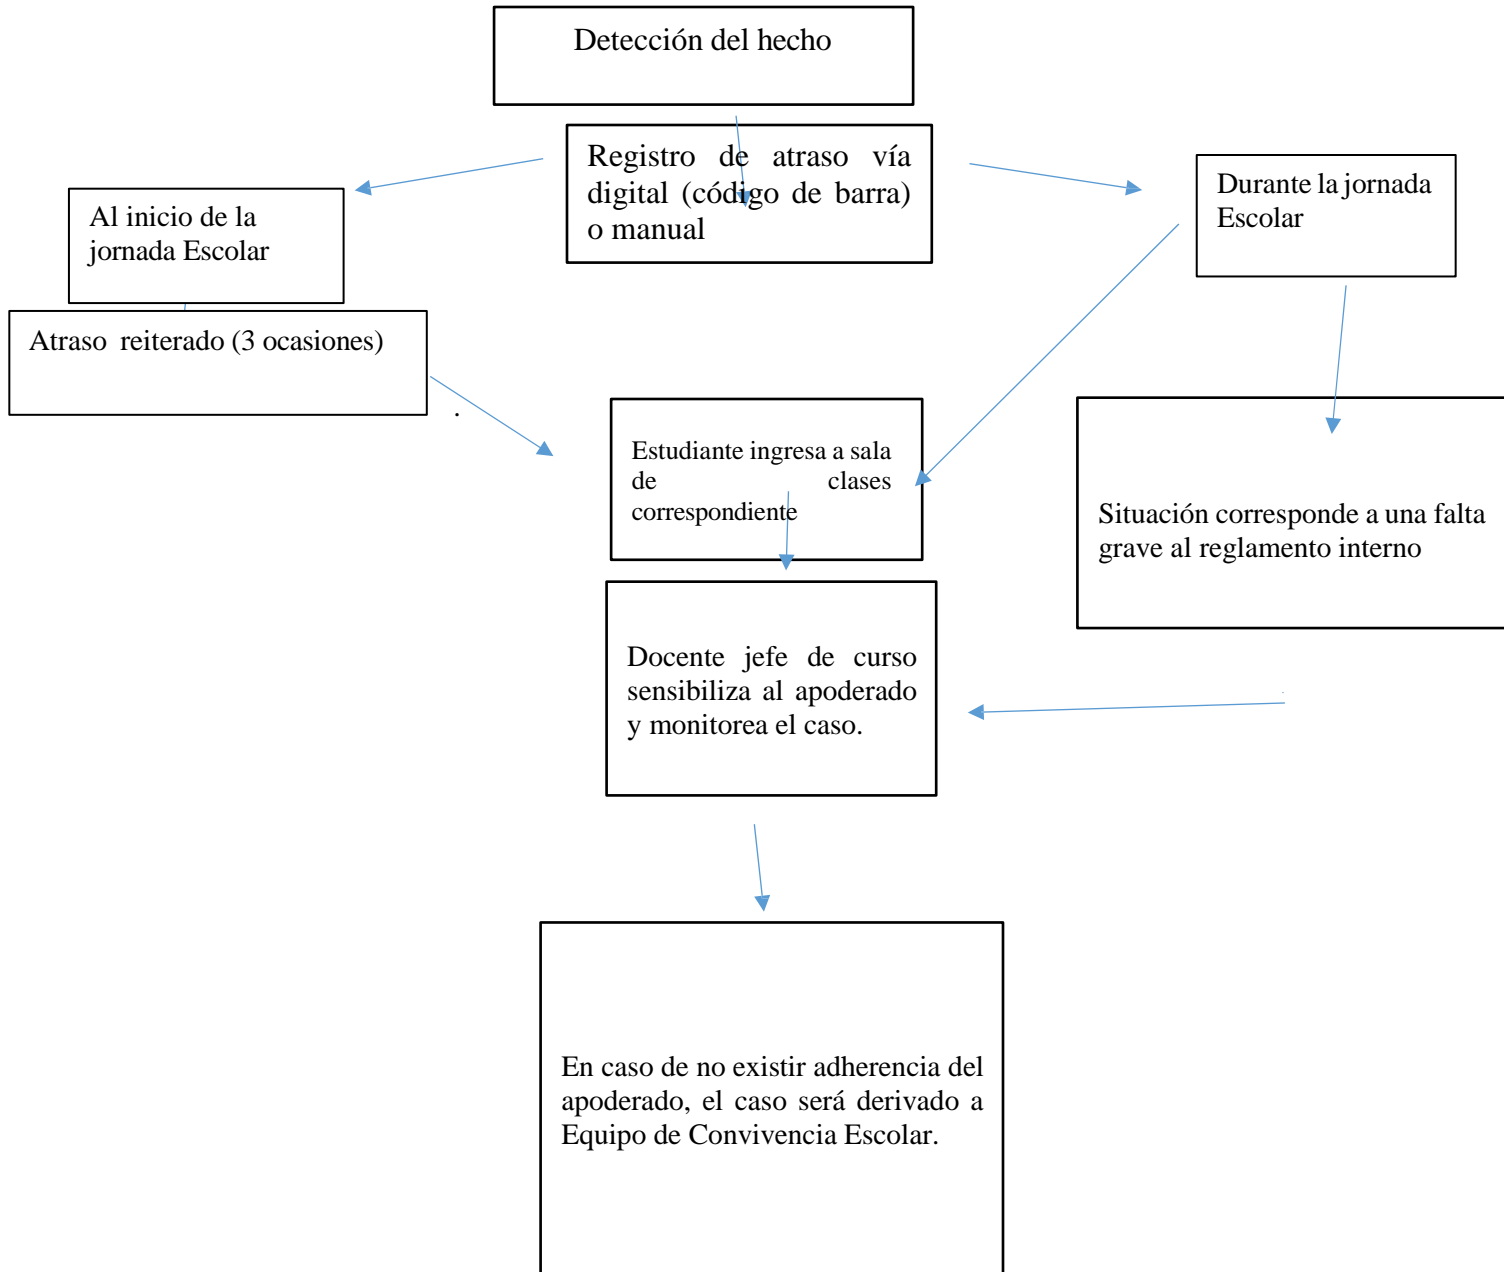 Detección del hecho
Registro de atraso vía
digital (código de barra)
o manual
Al inicio de la
jornada Escolar
Durante la jornada
Escolar
Atraso reiterado (3 ocasiones)
.
Estudiante ingresa a sala
de clases
correspondiente
Situación corresponde a una falta
grave al reglamento interno
Docente jefe de curso
sensibiliza al apoderado
y monitorea el caso.
En caso de no existir adherencia del
apoderado, el caso será derivado a
Equipo de Convivencia Escolar.